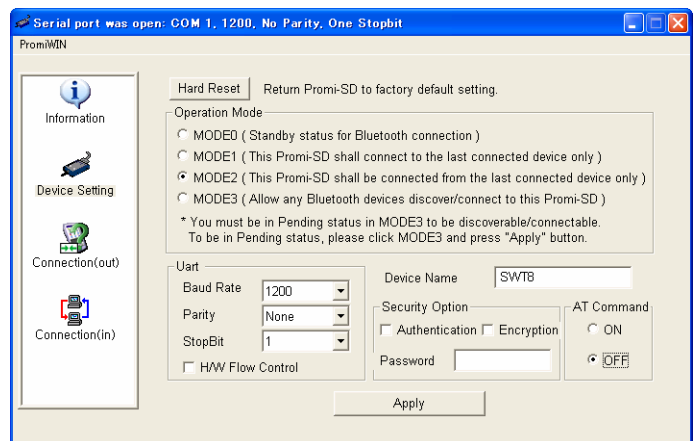 Serial port was open: COM 1, 1200, No Parity, One Stopbit
PromiWIN
Information
Device Setting
Connection(out)
Connection(in)
Hard Reset Return Promi-SD to factory default setting.
Operation Mode
MODE0 ( Standby status for Bluetooth connection )
MODE1 ( This Promi-SD shall connect to the last connected device only )
MODE2 ( This Promi-SD shall be connected from the last connected device only )
MODE3 ( Allow any Bluetooth devices discover/connect to this Promi-SD )
* You must be in Pending status in MODE3 to be discoverable/connectable.
To be in Pending status, please click MODE3 and press "Apply" button.
Uart
Baud Rate 1200
Parity None
StopBit 1
H/W Flow Control
Device Name SWT8
Security Option
Authentication Encryption
Password
AT Command
ON
OFF
Apply